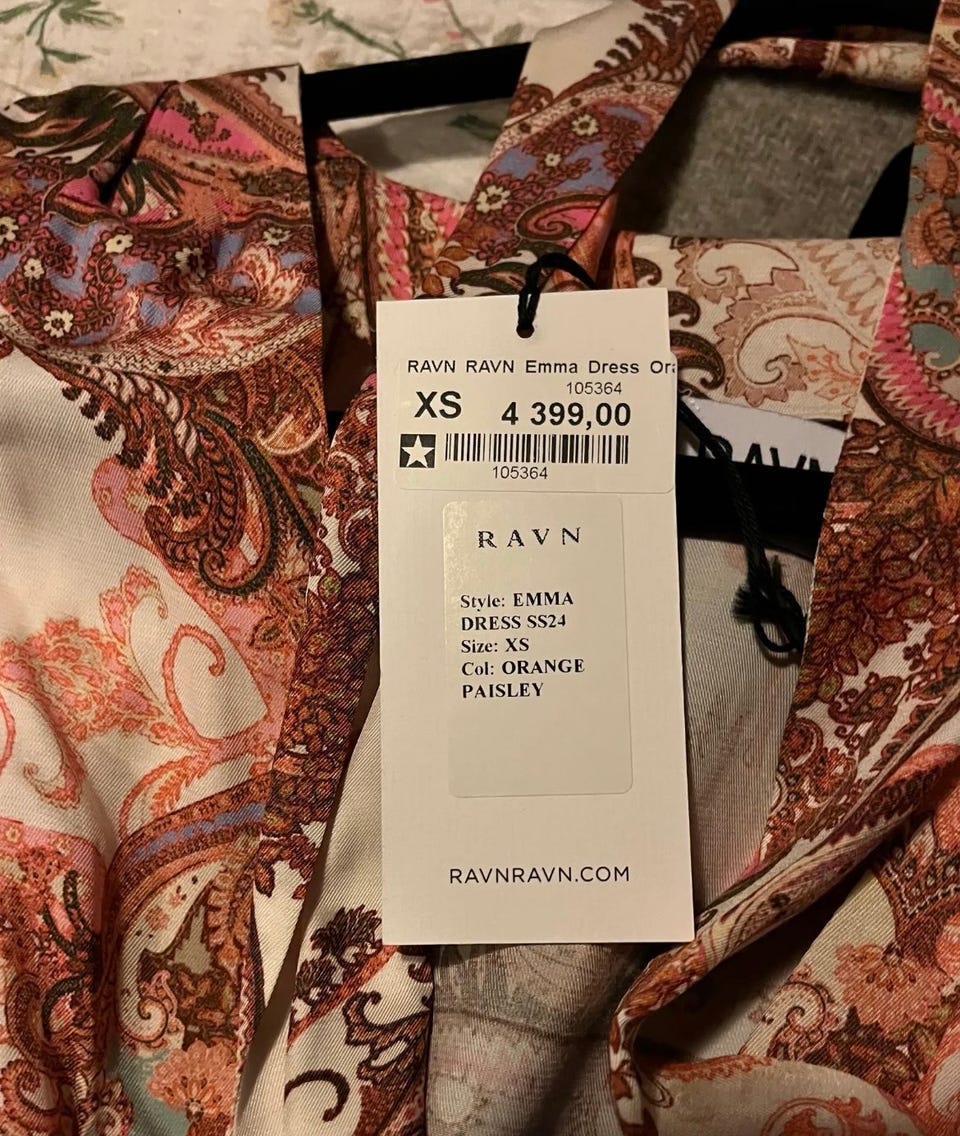 RAVN RAVN Emma Dress Ora
105364
XS 4 399,00
105364
RAVN
RAVN
Style: EMMA
DRESS SS24
Size: XS
Col: ORANGE
PAISLEY
RAVNRAVN.COM